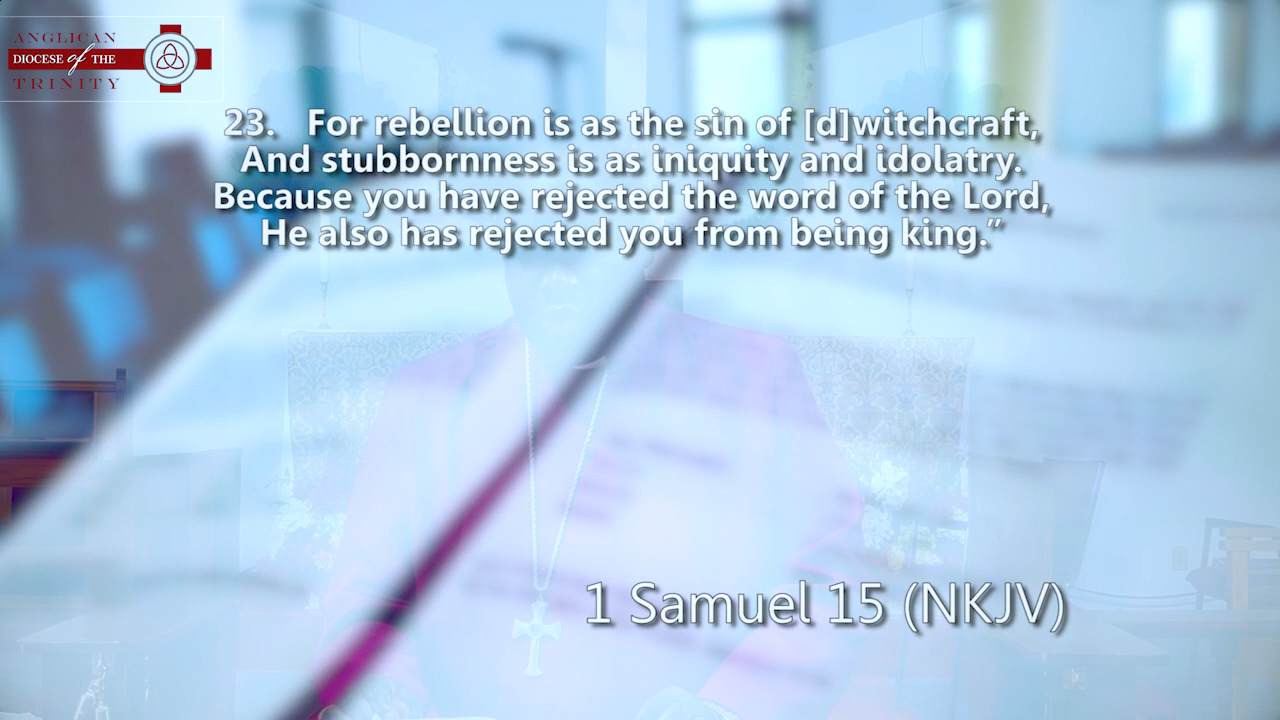 ANGLICAN
DIOCESE of THE
TRINITY
23. For rebellion is as the sin of [d]witchcraft,
And stubbornness is as iniquity and idolatry.
Because you have rejected the word of the Lord,
He also has rejected you from being king.”
1 Samuel 15 (NKJV)